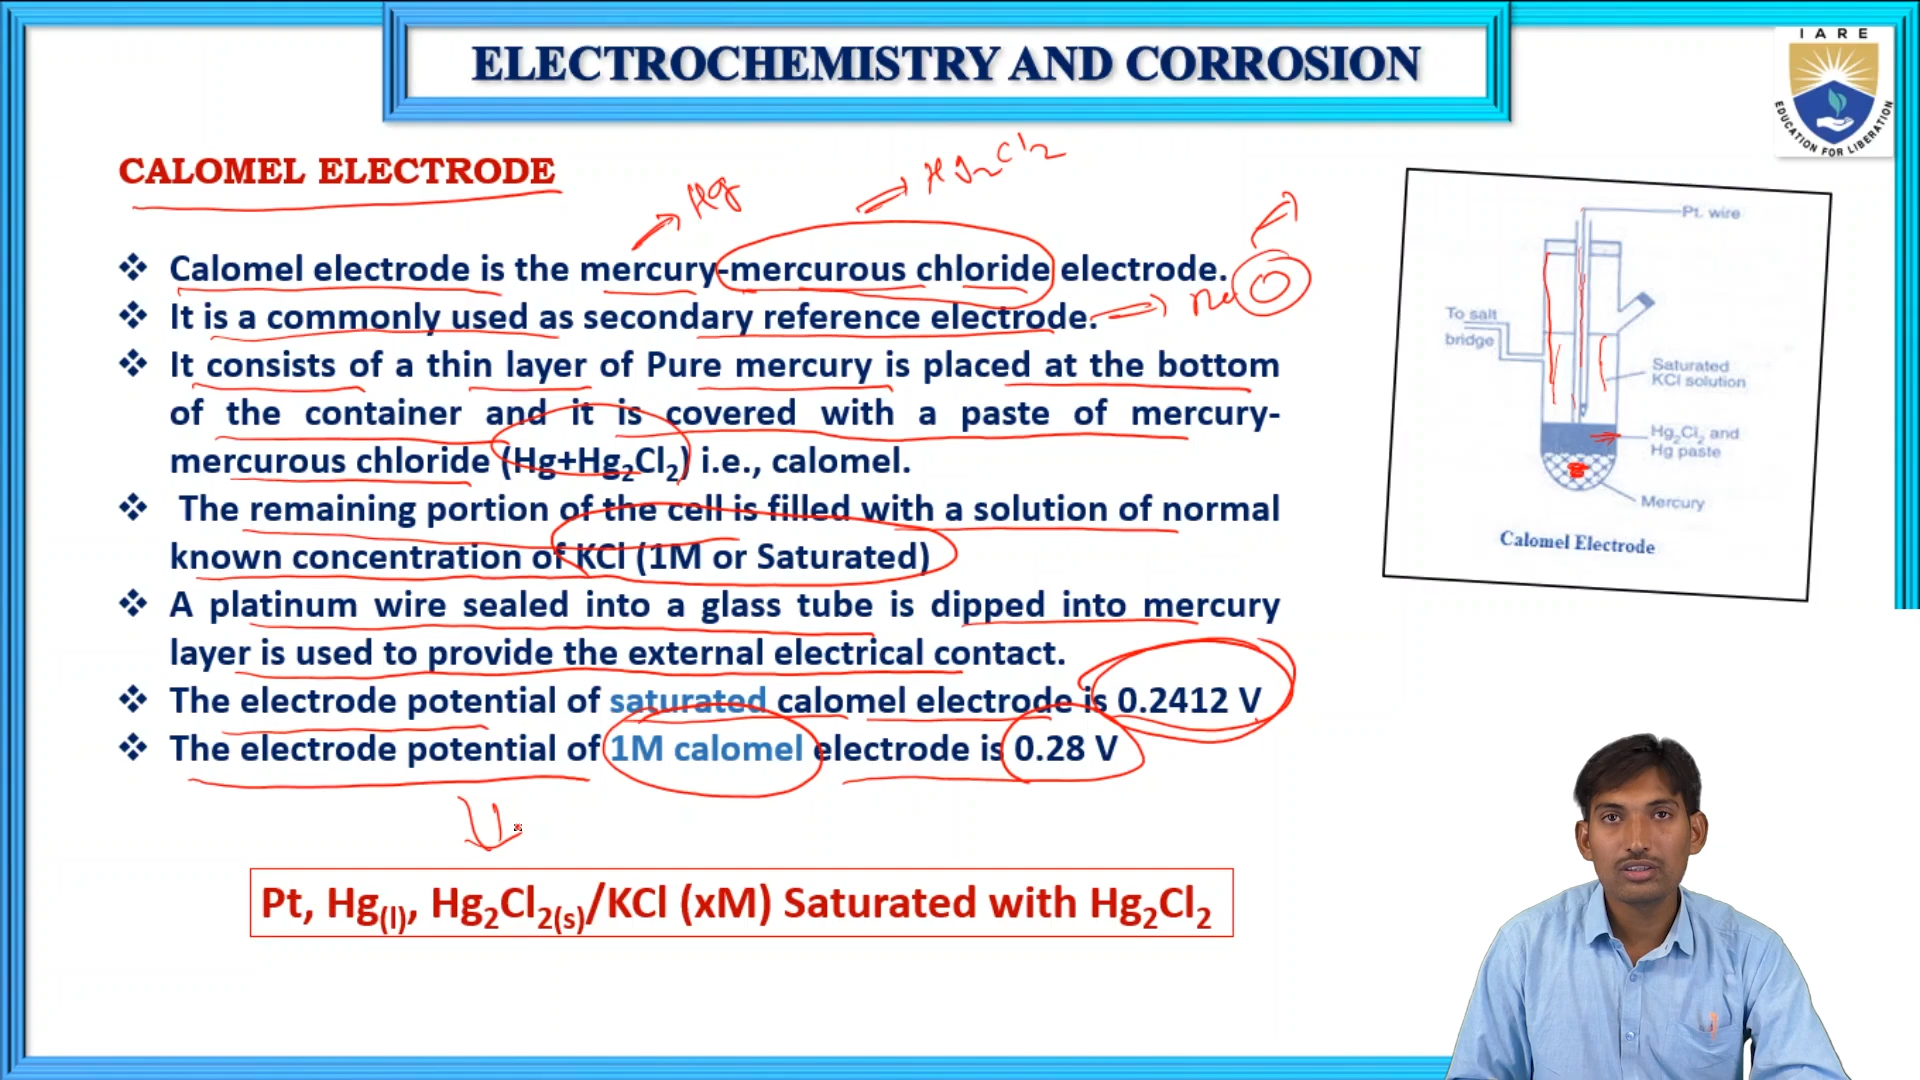 ELECTROCHEMISTRY AND CORROSION
IARE
EDUCATION FOR LIBERATION
CALOMEL ELECTRODE
Hg
Hg2Cl2
❖ Calomel electrode is the mercury-mercurous chloride electrode.
❖ It is a commonly used as secondary reference electrode.
❖ It consists of a thin layer of Pure mercury is placed at the bottom
of the container and it is covered with a paste of mercury-
mercurous chloride (Hg+Hg₂Cl₂) i.e., calomel.
❖ The remaining portion of the cell is filled with a solution of normal
known concentration of KCl (1M or Saturated)
❖ A platinum wire sealed into a glass tube is dipped into mercury
layer is used to provide the external electrical contact.
❖ The electrode potential of saturated calomel electrode is 0.2412 V
❖ The electrode potential of 1M calomel electrode is 0.28 V
Pt, Hg(l), Hg₂Cl₂(s)/KCl (xM) Saturated with Hg₂Cl₂
Pt. wire
To salt
bridge
Saturated
KCl solution
Hg₂Cl₂ and
Hg paste
Mercury
Calomel Electrode